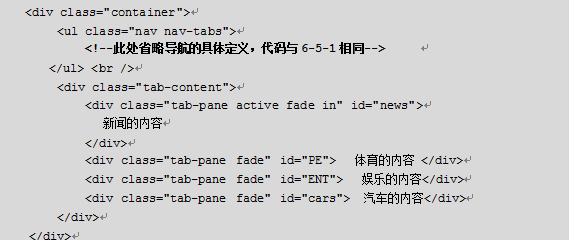 <div class="container">
<ul class="nav nav-tabs">
<!--此处省略导航的具体定义，代码与 6-5-1 相同-->
</ul> <br />
<div class="tab-content">
<div class="tab-pane active fade in" id="news">
新闻的内容
</div>
<div class="tab-pane fade" id="PE"> 体育的内容 </div>
<div class="tab-pane fade" id="ENT"> 娱乐的内容</div>
<div class="tab-pane fade" id="cars"> 汽车的内容</div>
</div>
</div>